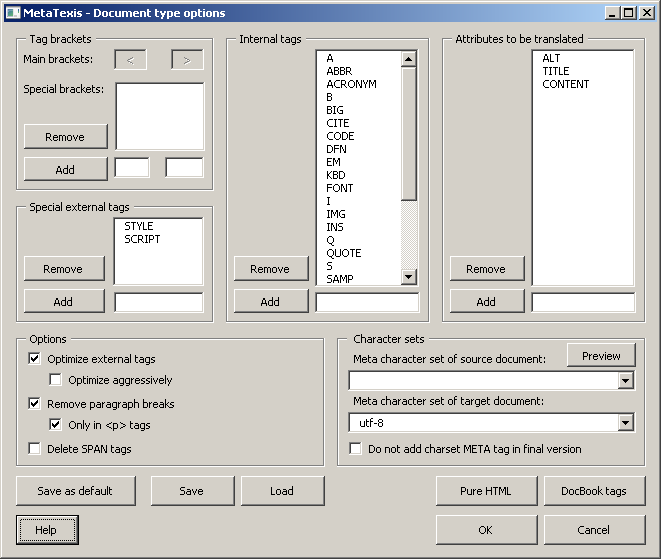 MetaTexis - Document type options
Tag brackets
Main brackets:
<
>
Special brackets:
Remove
Add
Special external tags
STYLE
SCRIPT
Remove
Add
Internal tags
A
ABBR
ACRONYM
B
BIG
CITE
CODE
DFN
EM
KBD
FONT
I
IMG
INS
Q
QUOTE
S
SAMP
Remove
Add
Attributes to be translated
ALT
TITLE
CONTENT
Remove
Add
Options
Optimize external tags
Optimize aggressively
Remove paragraph breaks
Only in <p> tags
Delete SPAN tags
Character sets
Meta character set of source document:
Preview
Meta character set of target document:
utf-8
Do not add charset META tag in final version
Save as default
Save
Load
Pure HTML
DocBook tags
Help
OK
Cancel